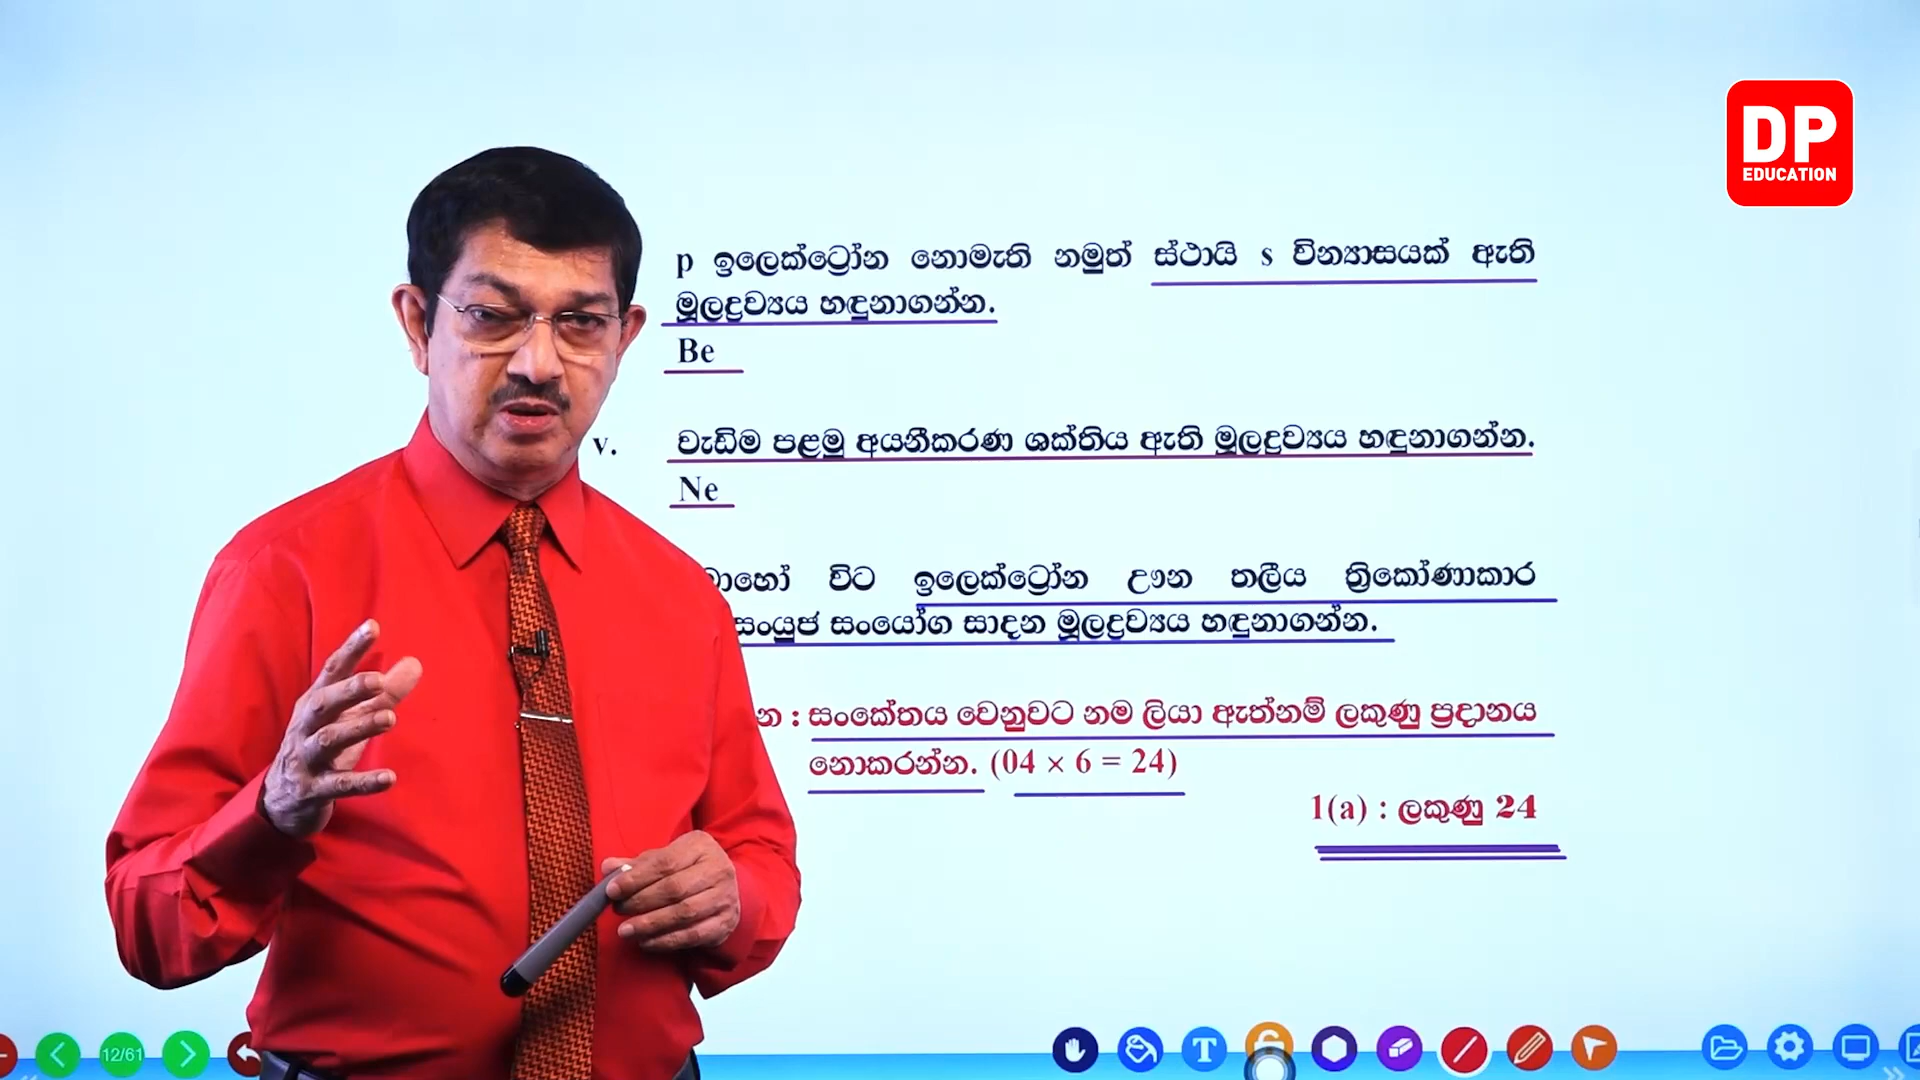 DP
EDUCATION
p ඉලෙක්ට්‍රෝන නොමැති නමුත් ස්ථායි s වින්‍යාසයක් ඇති
මූලද්‍රව්‍යය හඳුනාගන්න.
Be
v. වැඩිම පළමු අයනීකරණ ශක්තිය ඇති මූලද්‍රව්‍යය හඳුනාගන්න.
Ne
විට ඉලෙක්ට්‍රෝන ඌන තලීය ත්‍රිකෝණාකාර
සංයුජ සංයෝග සාදන මූලද්‍රව්‍යය හඳුනාගන්න.
: සංකේතය වෙනුවට නම ලියා ඇත්නම් ලකුණු ප්‍රදානය
නොකරන්න. (04 × 6 = 24)
1(a) : ලකුණු 24
12/61
T